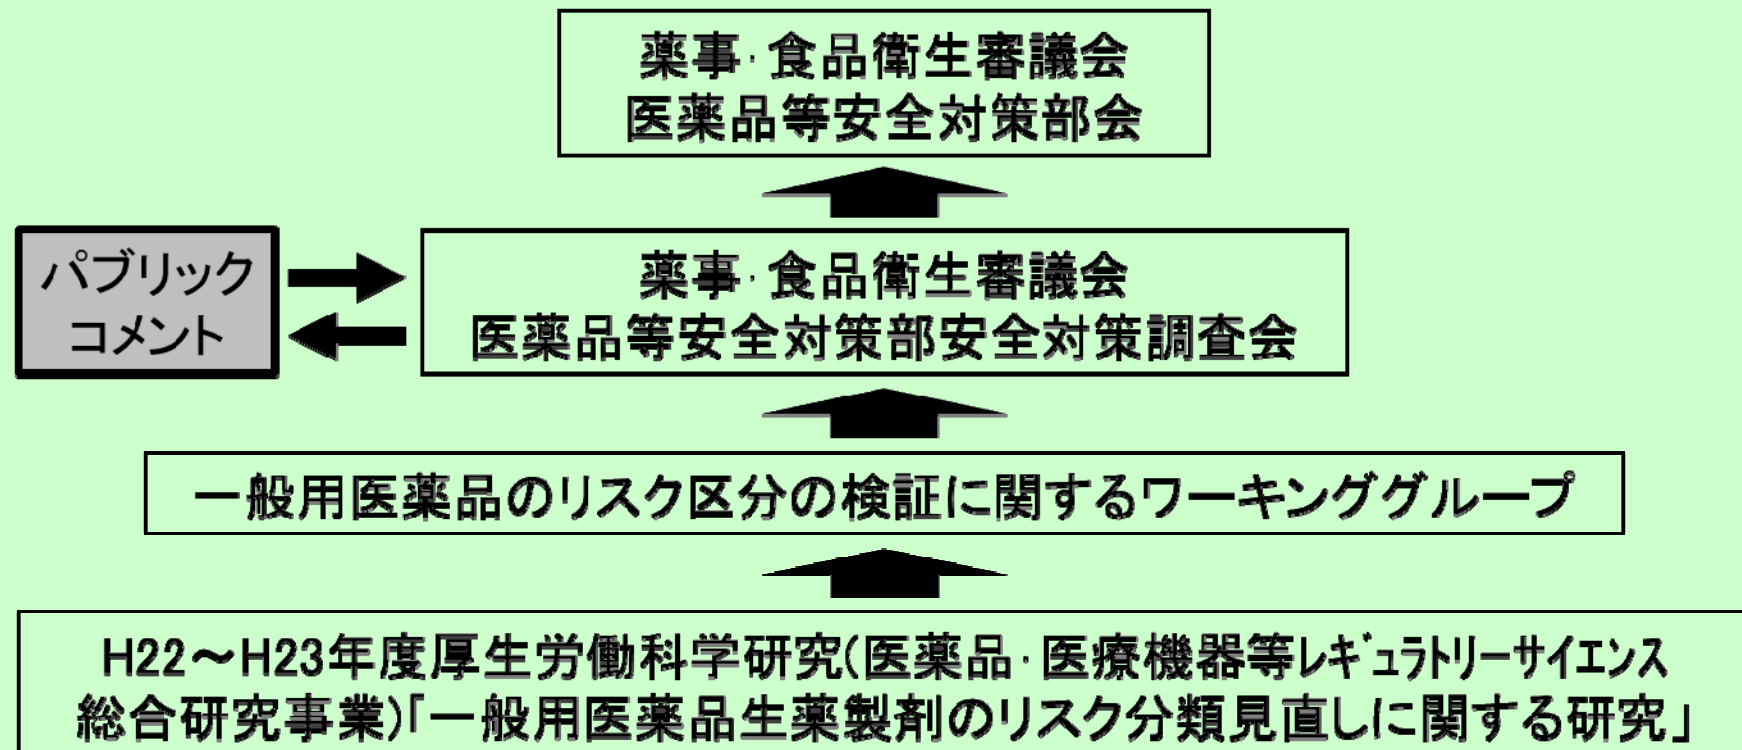 薬事・食品衛生審議会
医薬品等安全対策部会
パブリック
コメント
薬事・食品衛生審議会
医薬品等安全対策部安全対策調査会
一般用医薬品のリスク区分の検証に関するワーキンググループ
H22～H23年度厚生労働科学研究(医薬品・医療機器等ﾚｷﾞｭﾗﾄﾘｰｻｲｴﾝｽ
総合研究事業)｢一般用医薬品生薬製剤のリスク分類見直しに関する研究｣